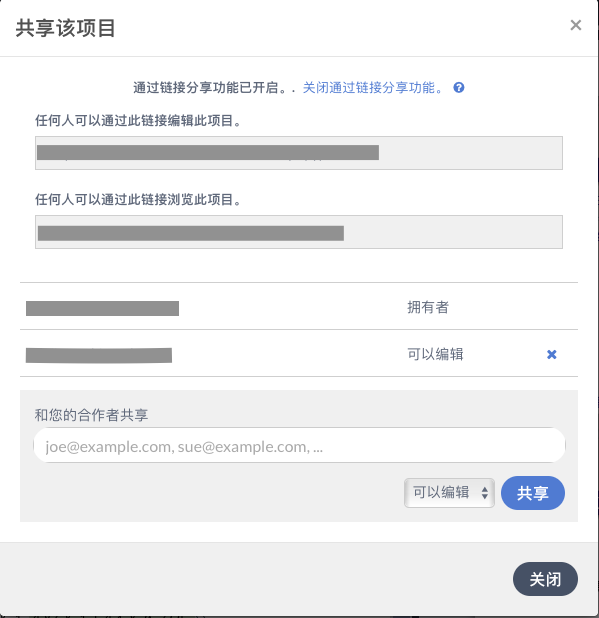 共享该项目
×
通过链接分享功能已开启。. 关闭通过链接分享功能。 ?
任何人可以通过此链接编辑此项目。
任何人可以通过此链接浏览此项目。
拥有者
可以编辑
和您的合作者共享
joe@example.com, sue@example.com, ...
可以编辑 共享
关闭